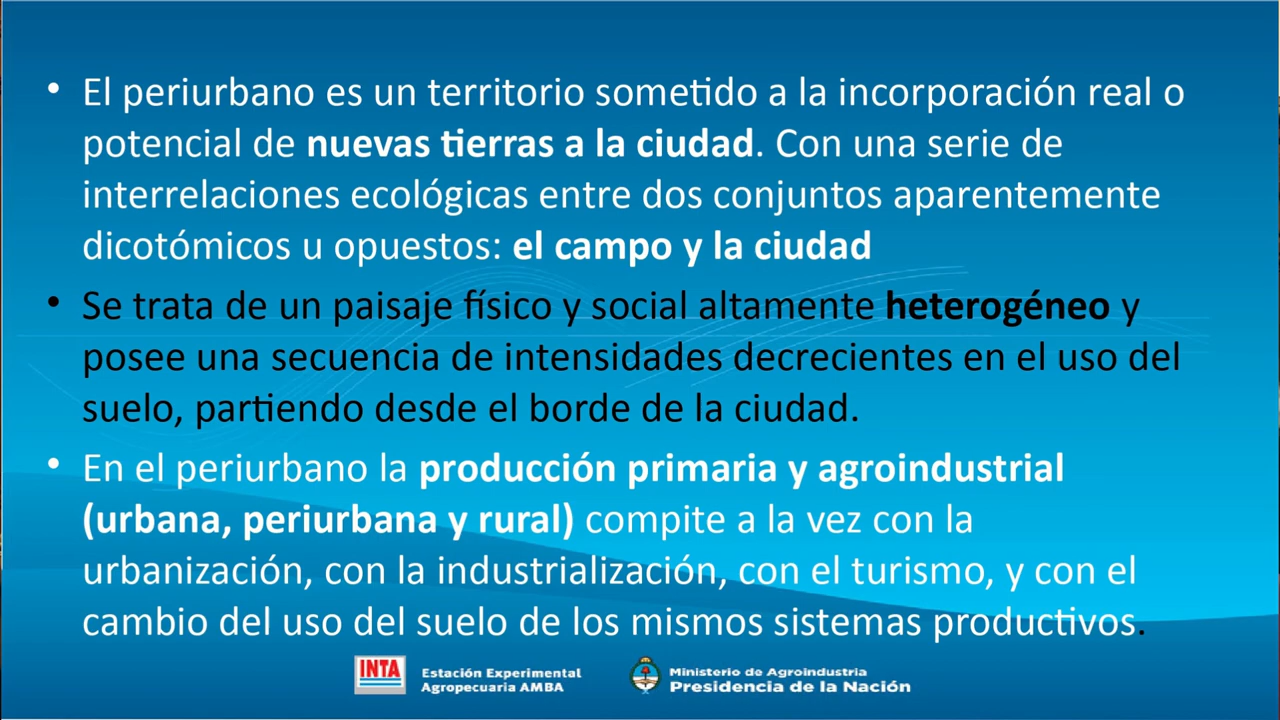 • El periurbano es un territorio sometido a la incorporación real o
potencial de nuevas tierras a la ciudad. Con una serie de
interrelaciones ecológicas entre dos conjuntos aparentemente
dicotómicos u opuestos: el campo y la ciudad
• Se trata de un paisaje físico y social altamente heterogéneo y
posee una secuencia de intensidades decrecientes en el uso del
suelo, partiendo desde el borde de la ciudad.
• En el periurbano la producción primaria y agroindustrial
(urbana, periurbana y rural) compite a la vez con la
urbanización, con la industrialización, con el turismo, y con el
cambio del uso del suelo de los mismos sistemas productivos.
INTA
Estación Experimental
Agropecuaria AMBA
Ministerio de Agroindustria
Presidencia de la Nación